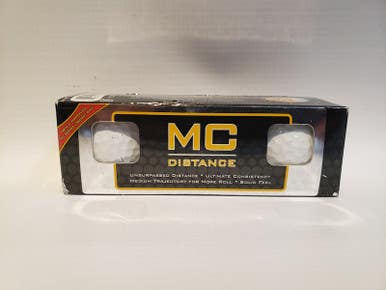 MC
DISTANCE
UNSURPASSED DISTANCE * ULTIMATE CONSISTENCY
MEDIUM TRAJECTORY FOR MORE ROLL * SOLID FEEL